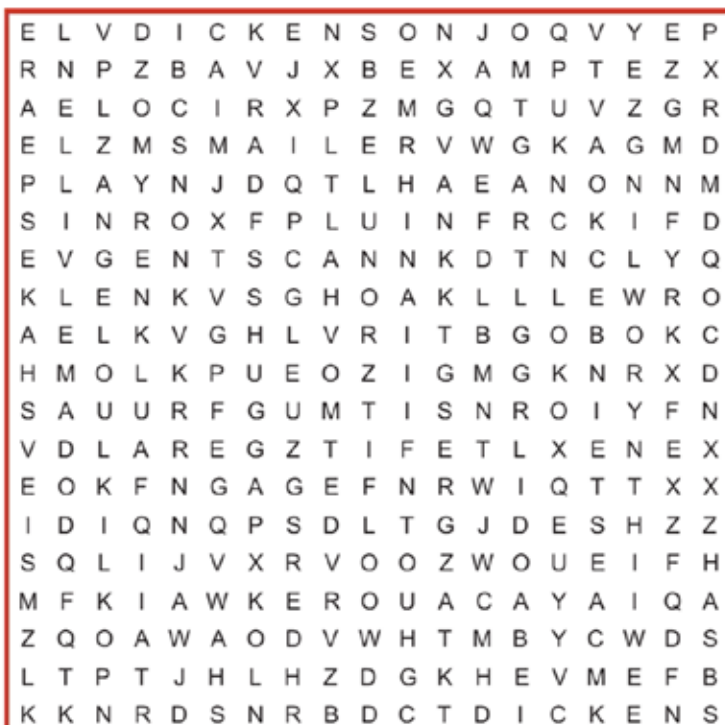 E L V D I C K E N S O N J O Q V Y E P
R N P Z B A V J X B E X A M P T E Z X
A E L O C I R X P Z M G Q T U V Z G R
E L Z M S M A I L E R V W G K A G M D
P L A Y N J D Q T L H A E A N O N N M
S I N R O X F P L U I N F R C K I F D
E V G E N T S C A N N K D T N C L Y Q
K L E N K V S G H O A K L L L E W R O
A E L K V G H L V R I T B G O B O K C
H M O L K P U E O Z I G M G K N R X D
S A U U R F G U M T I S N R O I Y F N
V D L A R E G Z T I F E T L X E N E X
E O K F N G A G E F N R W I Q T T X X
I D I Q N Q P S D L T G J D E S H Z Z
S Q L I J V X R V O O Z W O U E I F H
M F K I A W K E R O U A C A Y A I Q A
Z Q O A W A O D V W H T M B Y C W D S
L T P T J H L H Z D G K H E V M E F B
K K N R D S N R B D C T D I C K E N S